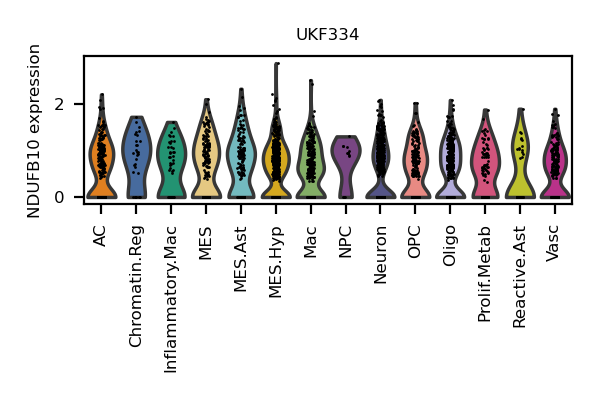 UKF334
NDUFB10 expression
2
0
AC
Chromatin.Reg
Inflammatory.Mac
MES
MES.Ast
MES.Hyp
Mac
NPC
Neuron
OPC
Oligo
Prolif.Metab
Reactive.Ast
Vasc